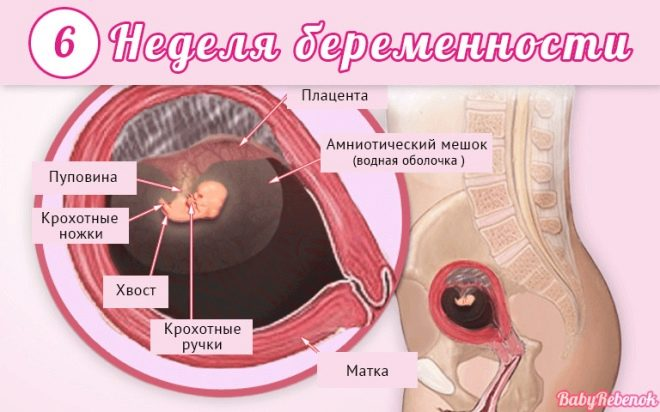 6 Неделя беременности
Плацента
Амниотический мешок
(водная оболочка )
Пуповина
Крохотные
ножки
Хвост
Крохотные
ручки
Матка
BabyRebenok